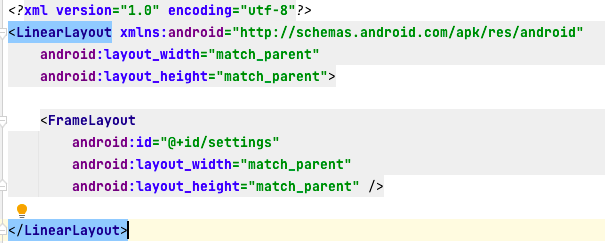 <?xml version="1.0" encoding="utf-8"?>
<LinearLayout xmlns:android="http://schemas.android.com/apk/res/android"
    android:layout_width="match_parent"
    android:layout_height="match_parent">

    <FrameLayout
        android:id="@+id/settings"
        android:layout_width="match_parent"
        android:layout_height="match_parent" />

</LinearLayout>